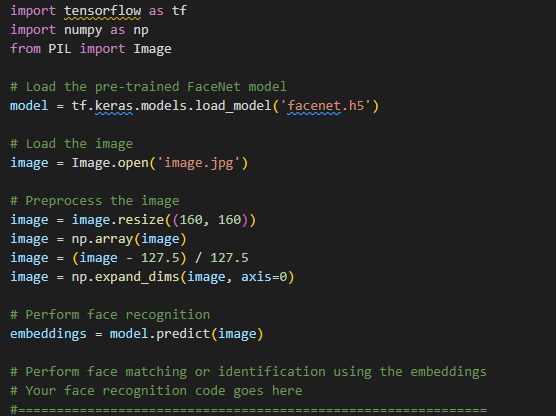 import tensorflow as tf
import numpy as np
from PIL import Image
# Load the pre-trained FaceNet model
model = tf.keras.models.load_model('facenet.h5')
# Load the image
image = Image.open('image.jpg')
# Preprocess the image
image = image.resize((160, 160))
image = np.array(image)
image = (image - 127.5) / 127.5
image = np.expand_dims(image, axis=0)
# Perform face recognition
embeddings = model.predict(image)
# Perform face matching or identification using the embeddings
# Your face recognition code goes here
#==============================================================